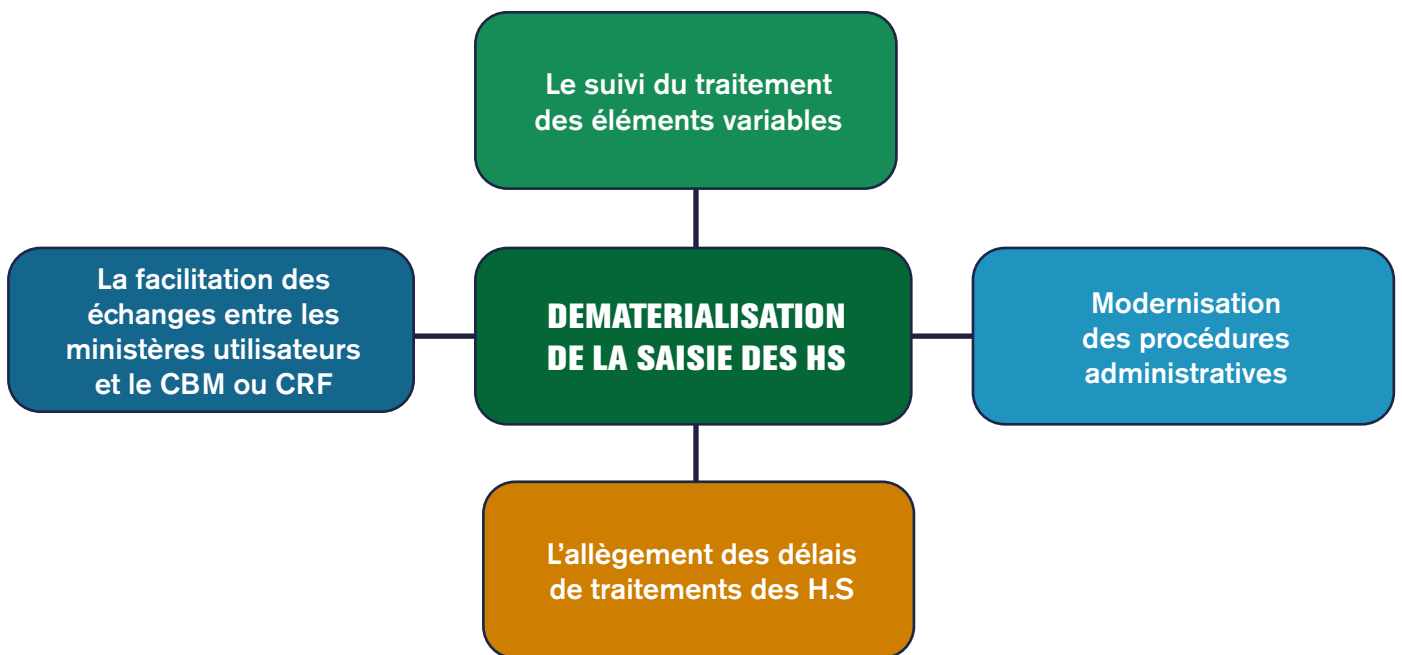 Le suivi du traitement
des éléments variables
La facilitation des
échanges entre les
ministères utilisateurs
et le CBM ou CRF
DEMATERIALISATION
DE LA SAISIE DES HS
Modernisation
des procédures
administratives
L'allègement des délais
de traitements des H.S